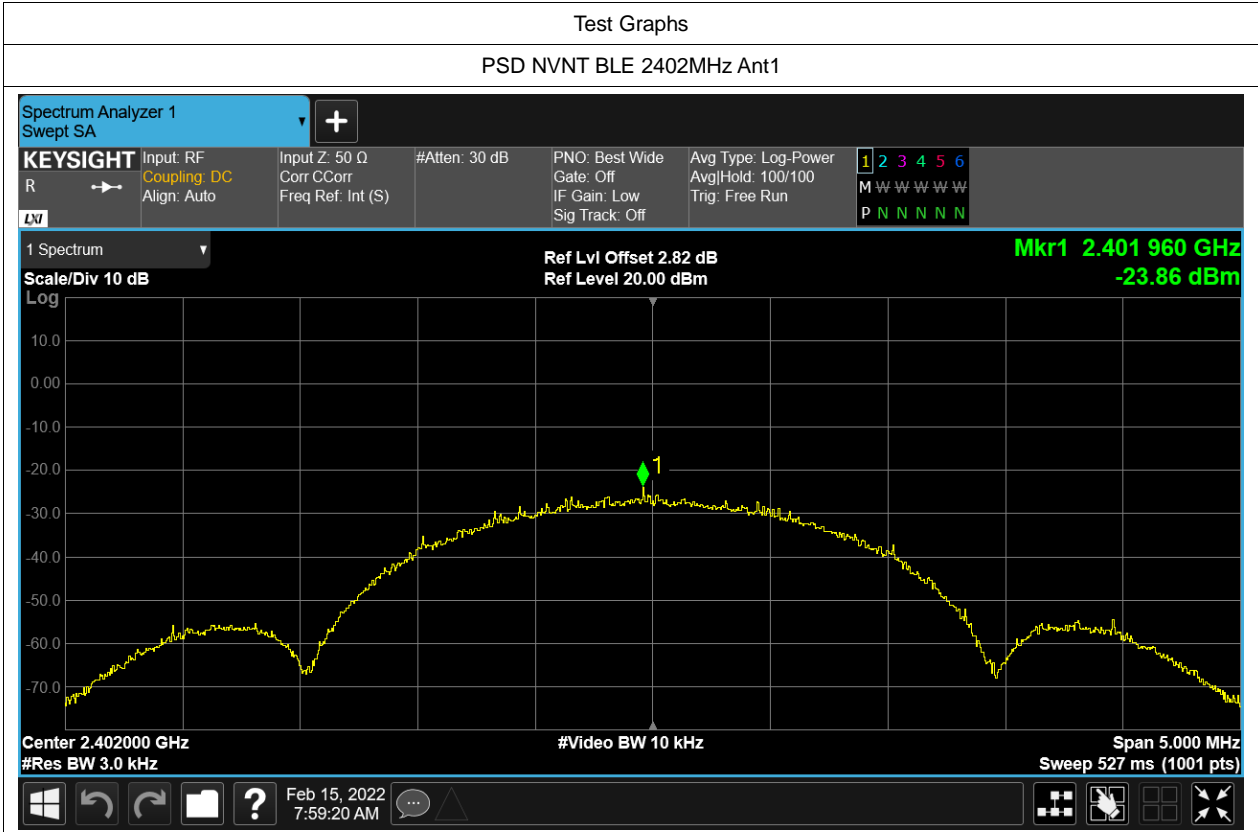 Test Graphs
PSD NVNT BLE 2402MHz Ant1
Spectrum Analyzer 1
Swept SA
KEYSIGHT
R
LXI
Input: RF
Coupling: DC
Align: Auto
Input Z: 50 Ω
Corr CCorr
Freq Ref: Int (S)
#Atten: 30 dB
PNO: Best Wide
Gate: Off
IF Gain: Low
Sig Track: Off
Avg Type: Log-Power
Avg|Hold: 100/100
Trig: Free Run
1 2 3 4 5 6
M W W W W W
P N N N N N
1 Spectrum
Scale/Div 10 dB
Ref Lvl Offset 2.82 dB
Ref Level 20.00 dBm
Mkr1 2.401 960 GHz
-23.86 dBm
Log
10.0
0.00
-10.0
-20.0
-30.0
-40.0
-50.0
-60.0
-70.0
1
Center 2.402000 GHz
#Res BW 3.0 kHz
#Video BW 10 kHz
Span 5.000 MHz
Sweep 527 ms (1001 pts)
?
Feb 15, 2022
7:59:20 AM